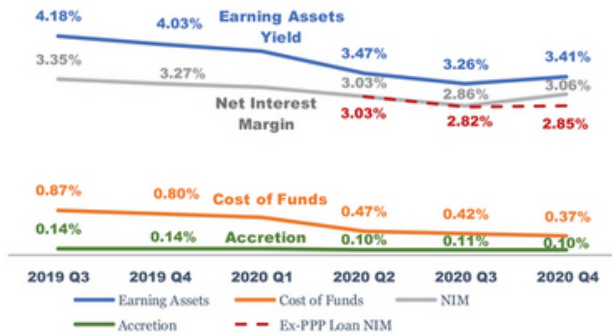 4.18% 4.03% Earning Assets
Yield 3.47% 3.26% 3.41%
3.35% 3.27% 3.03% 2.86% 3.06%
Net Interest
Margin 3.03% 2.82% 2.85%
0.87% 0.80% Cost of Funds 0.47% 0.42% 0.37%
0.14% 0.14% Accretion 0.10% 0.11% 0.10%
2019 Q3 2019 Q4 2020 Q1 2020 Q2 2020 Q3 2020 Q4
Earning Assets Cost of Funds NIM
Accretion Ex-PPP Loan NIM